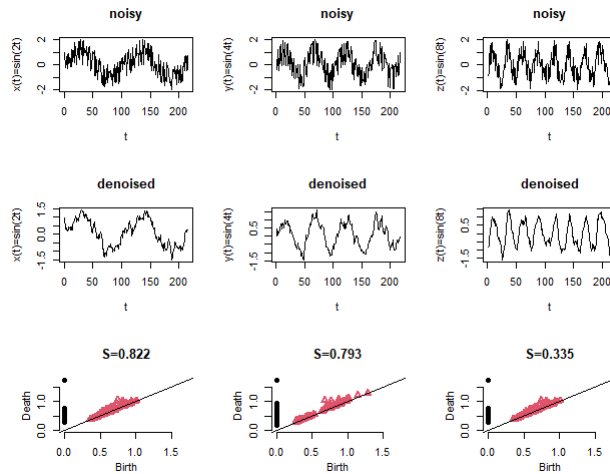 noisy noisy noisy
x(t)=sin(2t) y(t)=sin(4t) z(t)=sin(8t)
2 2 2
0 0 0
-2 -2 -2
0 50 100 150 200 0 50 100 150 200 0 50 100 150 200
t t t
denoised denoised denoised
x(t)=sin(2t) y(t)=sin(4t) z(t)=sin(8t)
1.5 1.5 1.5
0.0
-1.5 -1.5 -1.5
0 50 100 150 200 0 50 100 150 200 0 50 100 150 200
t t t
S=0.822 S=0.793 S=0.335
Death Death Death
1.0 1.0 1.0
0.0 0.0 0.0
0.0 0.5 1.0 1.5 0.0 0.5 1.0 1.5 0.0 0.5 1.0 1.5
Birth Birth Birth